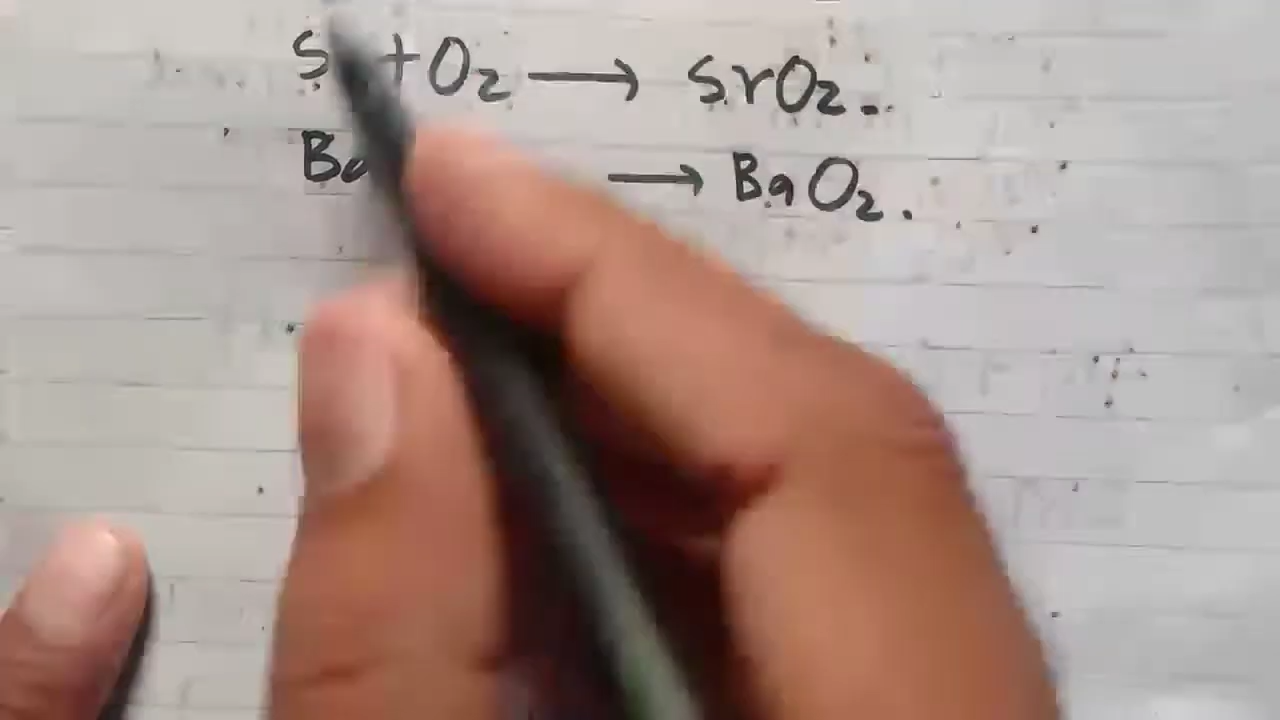 S + O₂ → SrO₂.
Ba → BaO₂.